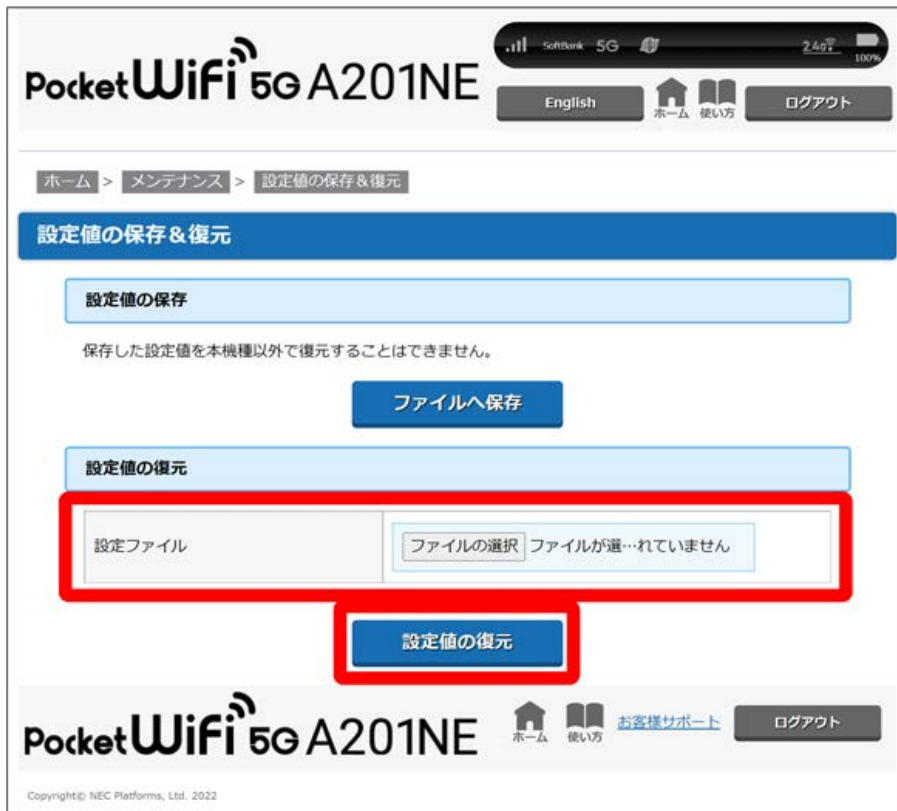 Pocket WiFi 5G A201NE
SoftBank 5G 2.4G 100%
English ホーム 使い方 ログアウト
ホーム > メンテナンス > 設定値の保存&復元
設定値の保存&復元
設定値の保存
保存した設定値を本機種以外で復元することはできません。
ファイルへ保存
設定値の復元
設定ファイル ファイルの選択 ファイルが選…れていません
設定値の復元
Pocket WiFi 5G A201NE
ホーム 使い方 お客様サポート ログアウト
Copyright© NEC Platforms, Ltd. 2022